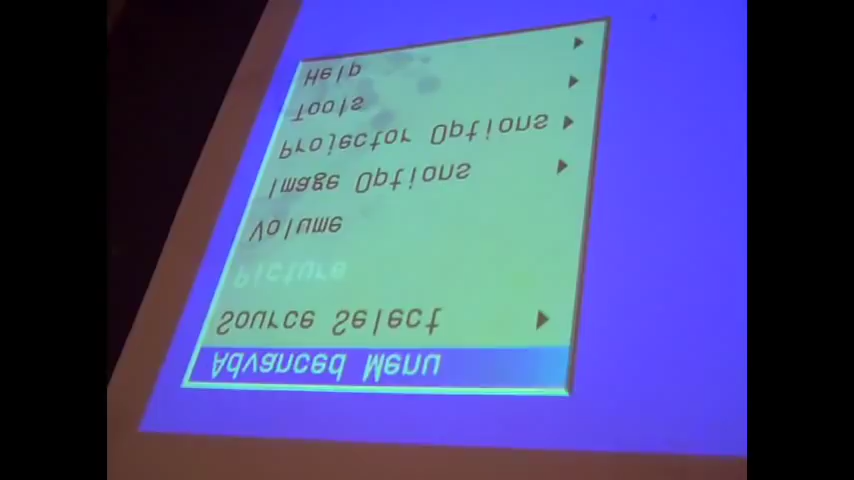 Advanced Menu
Source Select
Picture
Volume
Image Options
Projector Options
Tools
Help